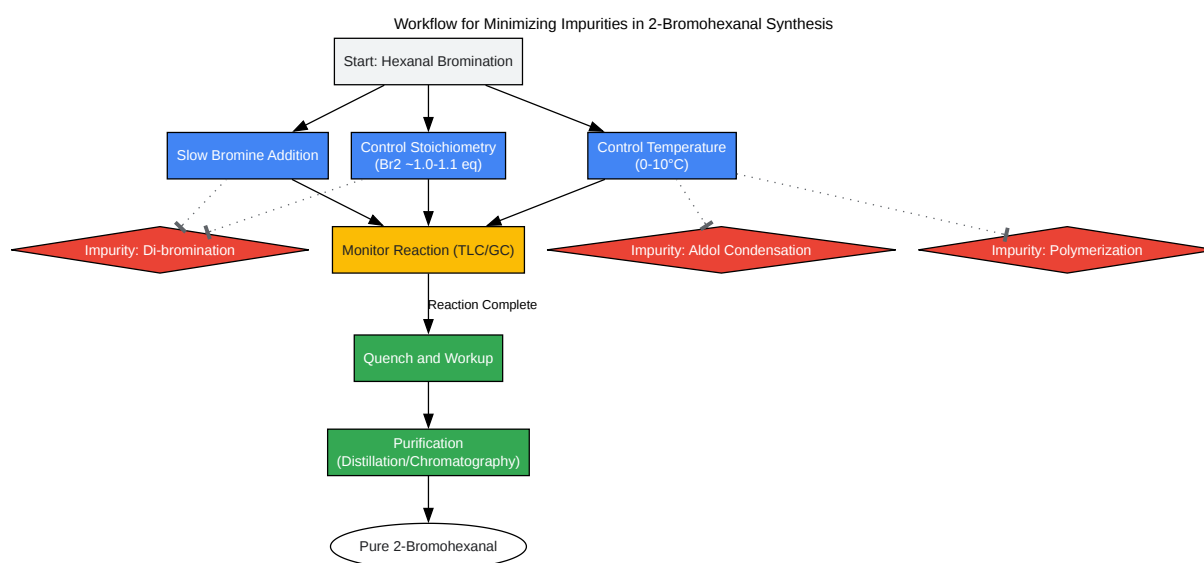 Workflow for Minimizing Impurities in 2-Bromohexanal Synthesis
Start: Hexanal Bromination
Slow Bromine Addition
Control Stoichiometry
(Br2 ~1.0-1.1 eq)
Control Temperature
(0-10°C)
Impurity: Di-bromination
Monitor Reaction (TLC/GC)
Impurity: Aldol Condensation
Impurity: Polymerization
Reaction Complete
Quench and Workup
Purification
(Distillation/Chromatography)
Pure 2-Bromohexanal